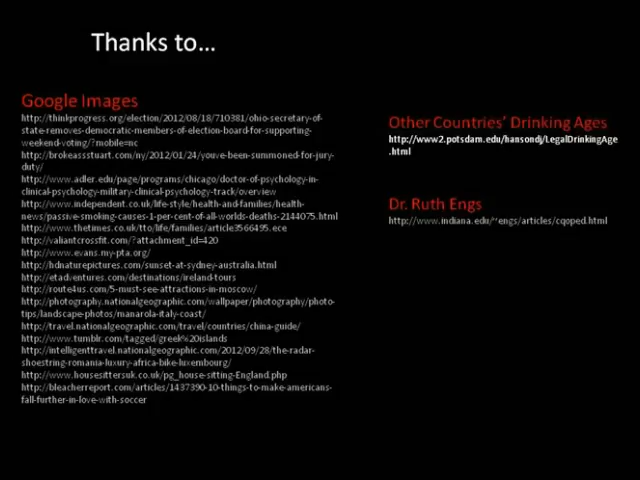 Thanks to...
Google Images
http://thinkprogress.org/election/2012/08/18/710381/ohio-secretary-of-
state-removes-democratic-members-of-election-board-for-supporting-
weekend-voting/?mobile=nc
http://brokeassstuart.com/ny/2012/01/24/youve-been-summoned-for-jury-
duty/
http://www.adler.edu/page/programs/chicago/doctor-of-psychology-in-
clinical-psychology-military-clinical-psychology-track/overview
http://www.independent.co.uk/life-style/health-and-families/health-
news/passive-smoking-causes-1-per-cent-of-all-worlds-deaths-2144075.html
http://www.thetimes.co.uk/tto/life/families/article3566495.ece
http://valiantcrossfit.com/?attachment_id=420
http://www.evans.my-pta.org/
http://hdnaturepictures.com/sunset-at-sydney-australia.html
http://etadventures.com/destinations/ireland-tours
http://route4us.com/5-must-see-attractions-in-moscow/
http://photography.nationalgeographic.com/wallpaper/photography/photo-
tips/landscape-photos/manarola-italy-coast/
http://travel.nationalgeographic.com/travel/countries/china-guide/
http://www.tumblr.com/tagged/greek%20islands
http://intelligenttravel.nationalgeographic.com/2012/09/28/the-radar-
shoestring-romania-luxury-africa-bike-luxembourg/
http://www.housesittersuk.co.uk/pg_house-sitting-England.php
http://bleacherreport.com/articles/1437390-10-things-to-make-americans-
fall-further-in-love-with-soccer
Other Countries' Drinking Ages
http://www2.potsdam.edu/hansondj/LegalDrinkingAge
.html
Dr. Ruth Engs
http://www.indiana.edu/~engs/articles/cqoped.html